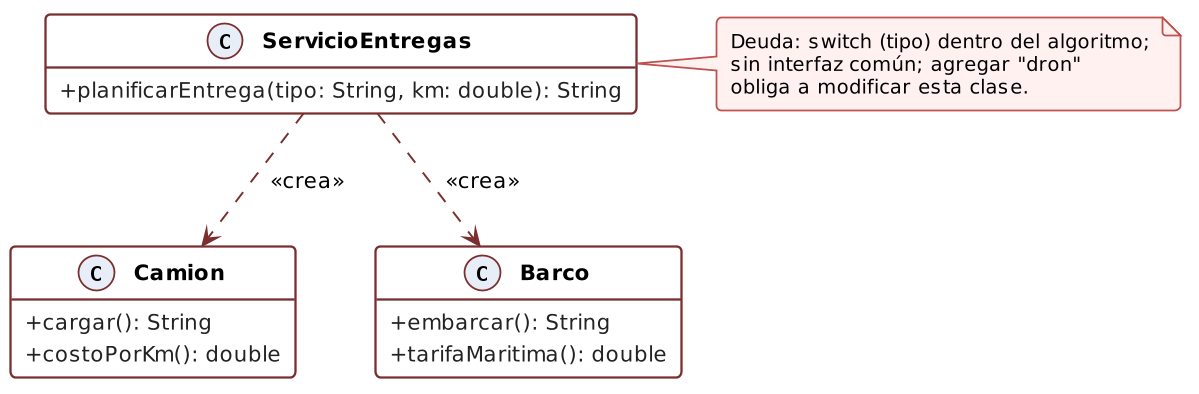 C ServicioEntregas
+planificarEntrega(tipo: String, km: double): String
Deuda: switch (tipo) dentro del algoritmo;
sin interfaz común; agregar "dron"
obliga a modificar esta clase.
«crea»
«crea»
C Camion
+cargar(): String
+costoPorKm(): double
C Barco
+embarcar(): String
+tarifaMaritima(): double